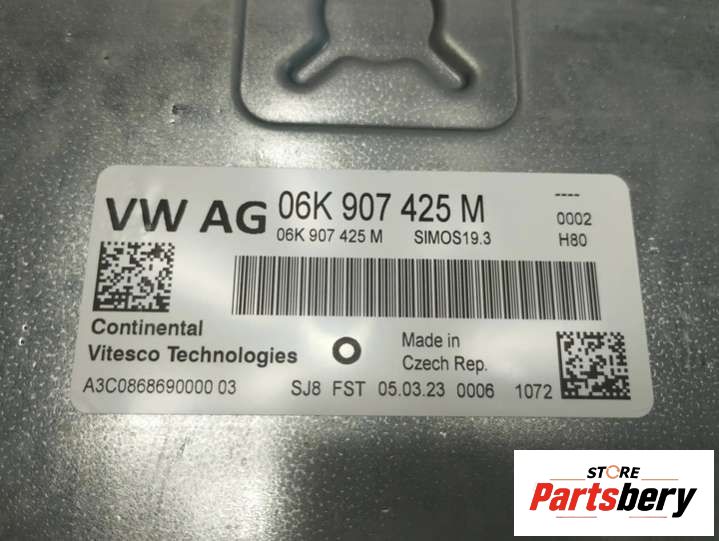 VW AG 06K 907 425 M ----
06K 907 425 M SIMOS19.3 0002
H80
Continental
Vitesco Technologies
Made in
Czech Rep.
A3C0868690000 03 SJ8 FST 05.03.23 0006 1072
STORE
Partsbery